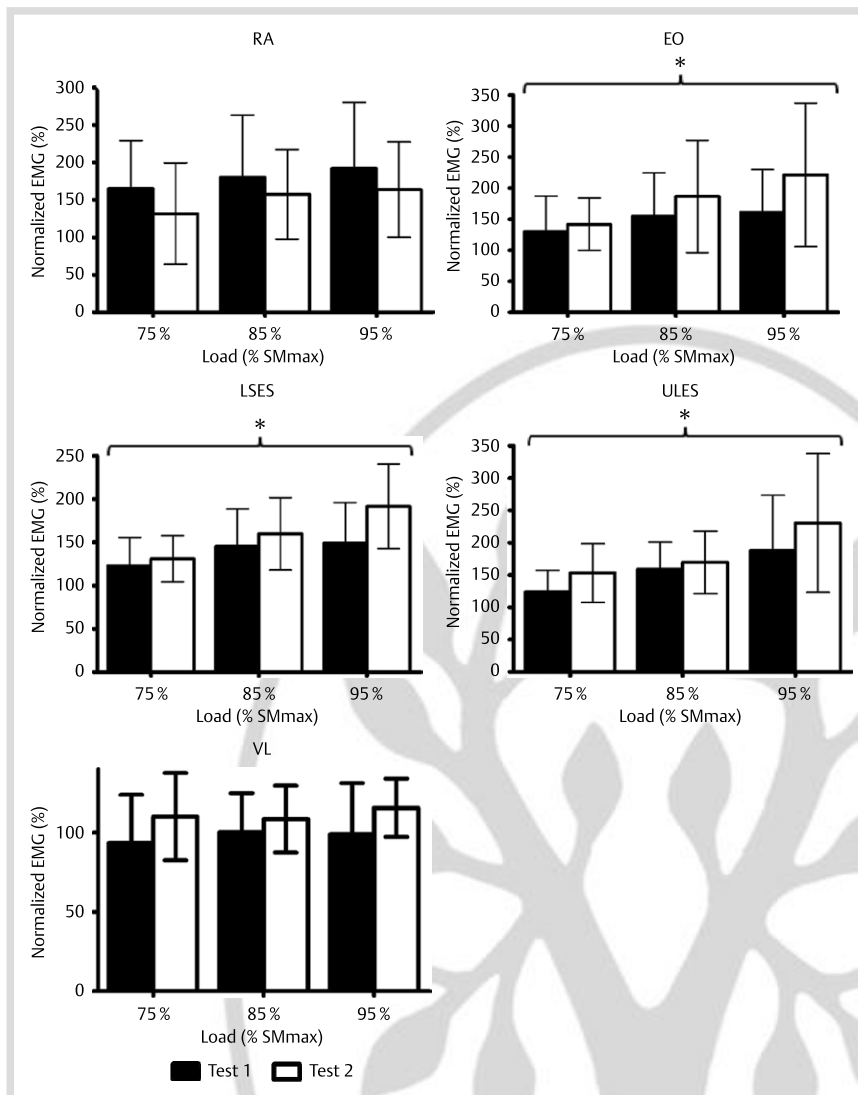 RA
300
250
200
150
100
50
0
Normalized EMG (%)
75 % 85 % 95 %
Load (% SMmax)
EO
*
350
300
250
200
150
100
50
0
Normalized EMG (%)
75 % 85 % 95 %
Load (% SMmax)
LSES
*
250
200
150
100
50
0
Normalized EMG (%)
75 % 85 % 95 %
Load (% SMmax)
ULES
*
350
300
250
200
150
100
50
0
Normalized EMG (%)
75 % 85 % 95 %
Load (% SMmax)
VL
100
50
0
Normalized EMG (%)
75 % 85 % 95 %
Load (% SMmax)
Test 1 Test 2